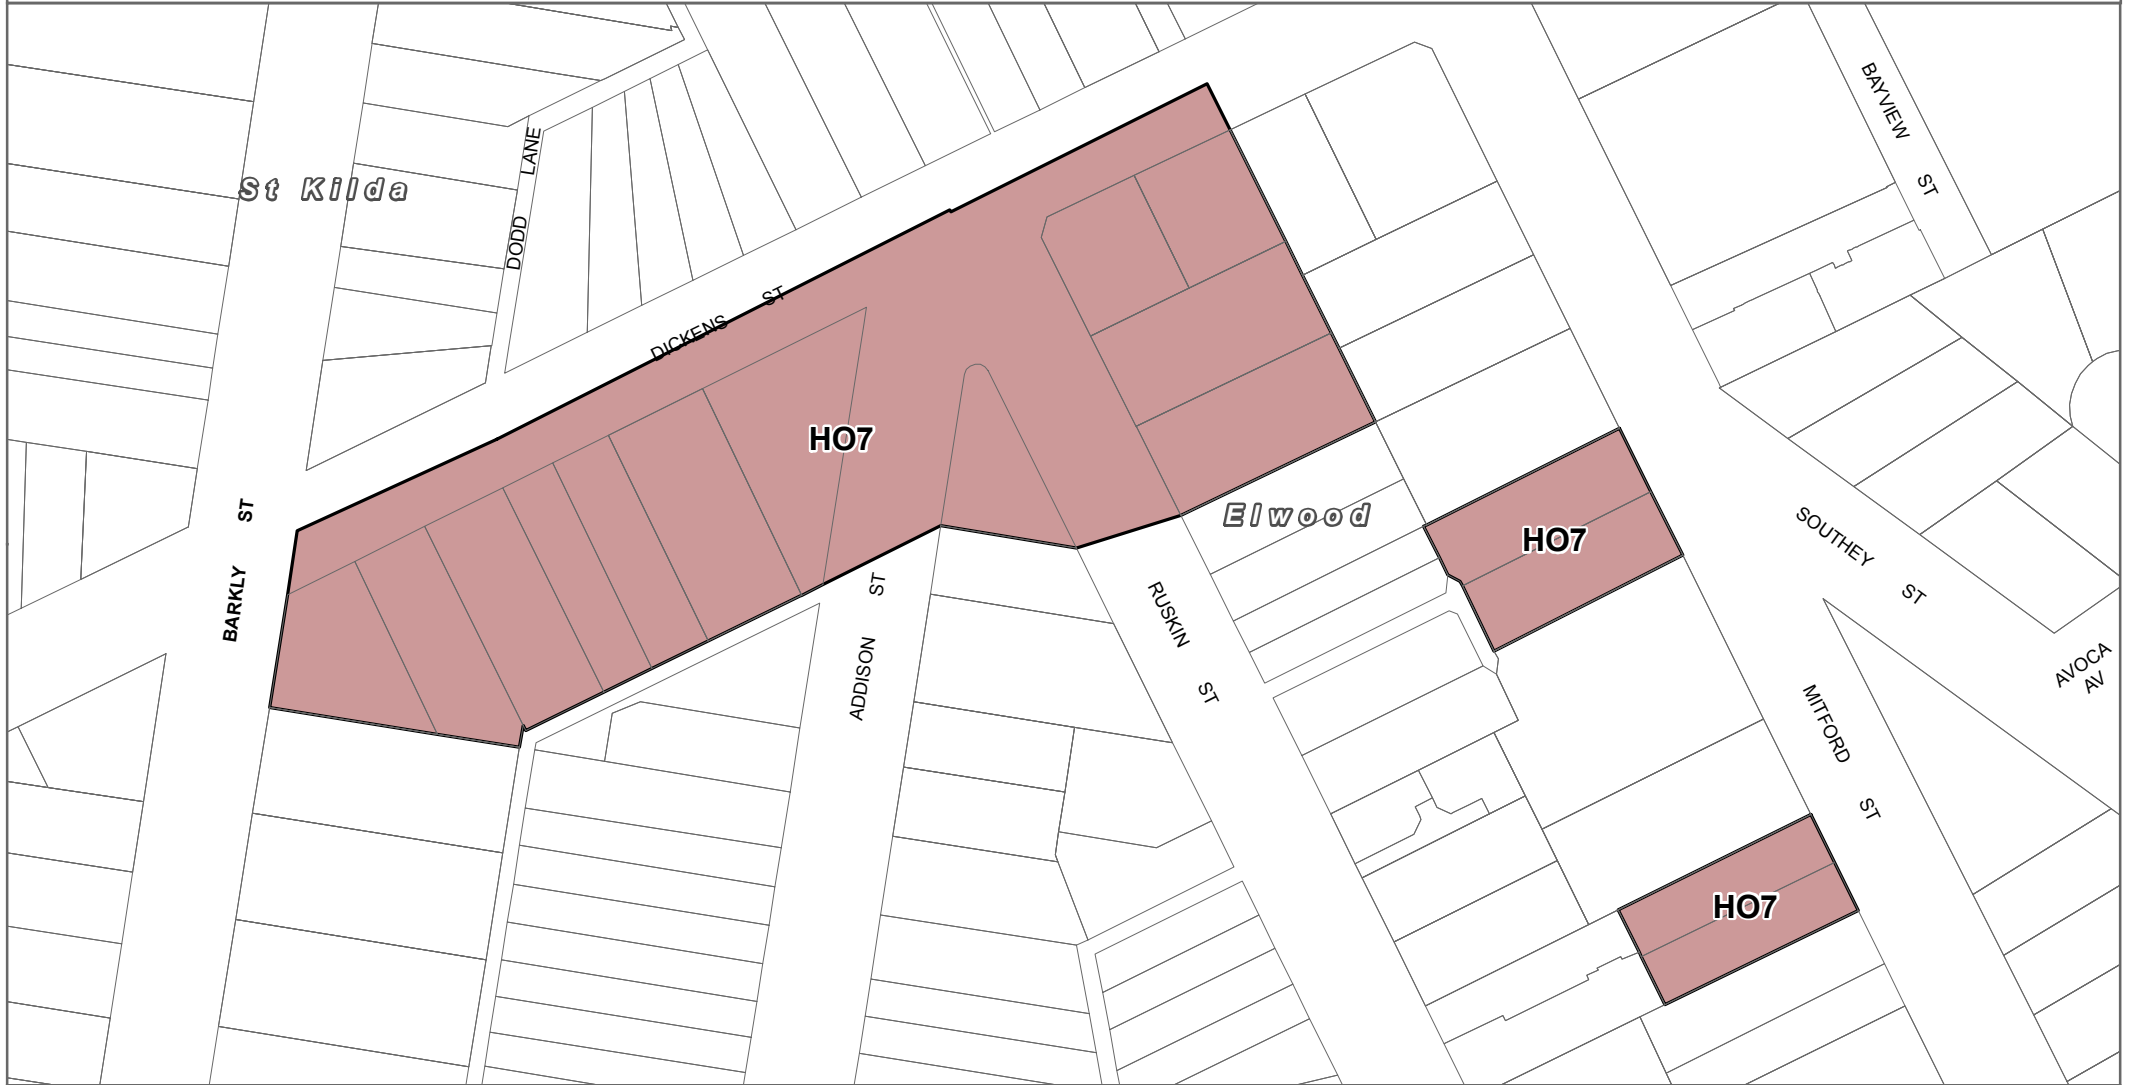 BAYVIEW ST
St Kilda
DODD LANE
DICKENS ST
HO7
BARKLY ST
Elwood
HO7
SOUTHEY ST
ADDISON ST
RUSKIN ST
AVOCA
AV
MITFORD ST
HO7